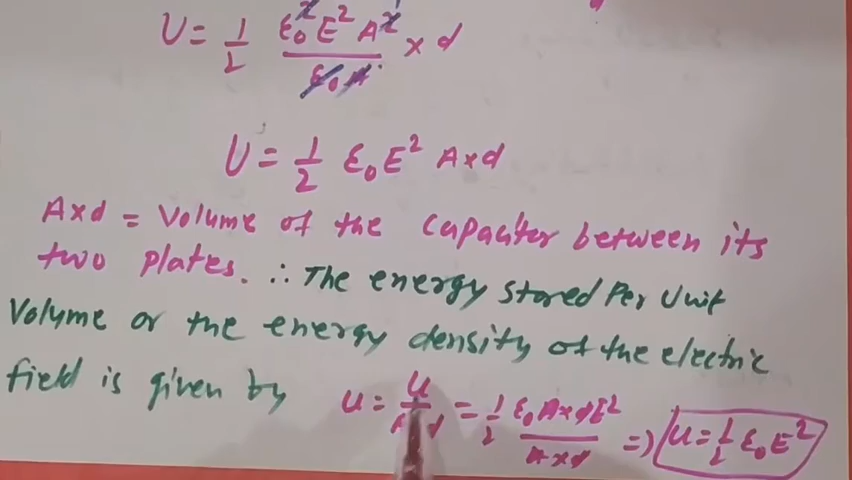 U = 1/2 ε₀²E²A²/ε₀A × d
U = 1/2 ε₀E² A×d
A×d = Volume of the capacitor between its
two plates. ∴ The energy stored Per Unit
Volume or the energy density of the electric
field is given by u = U/A×d = 1/2 ε₀A×dE²/A×d ⇒ u = 1/2 ε₀E²